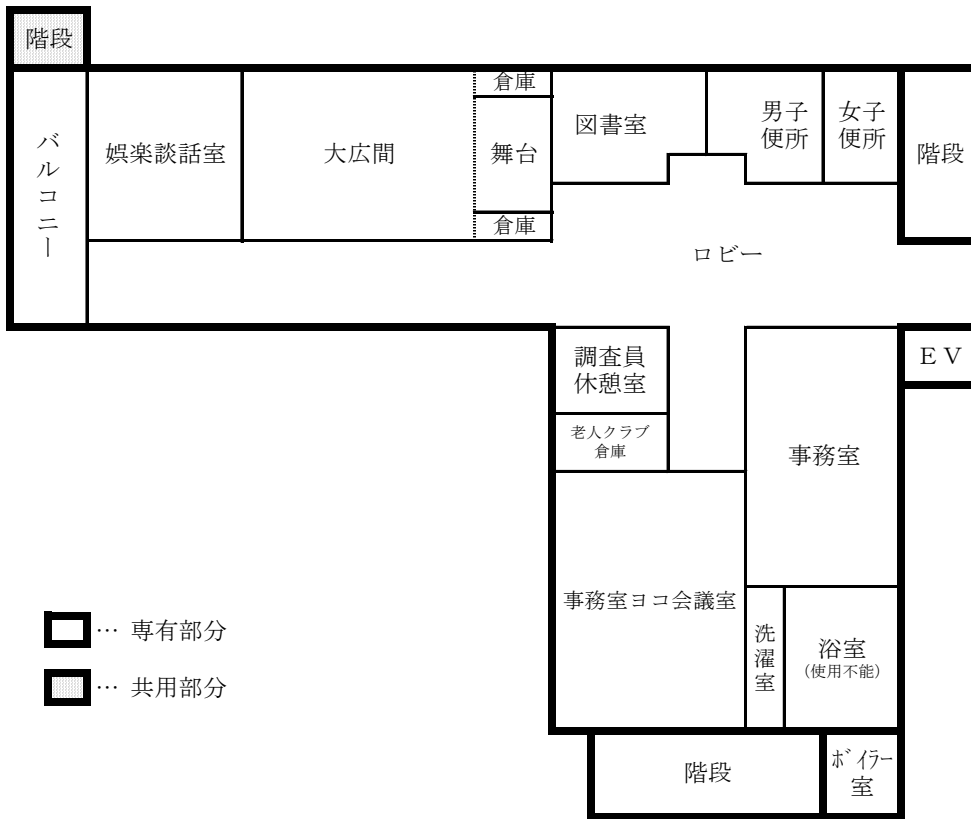 階段
バルコニー
娯楽談話室
大広間
倉庫
舞台
倉庫
図書室
男子
便所
女子
便所
階段
ロビー
調査員
休憩室
老人クラブ
倉庫
事務室
ＥＶ
事務室ヨコ会議室
洗濯室
浴室
(使用不能)
階段
ﾎﾞｲﾗｰ
室
… 専有部分
… 共用部分